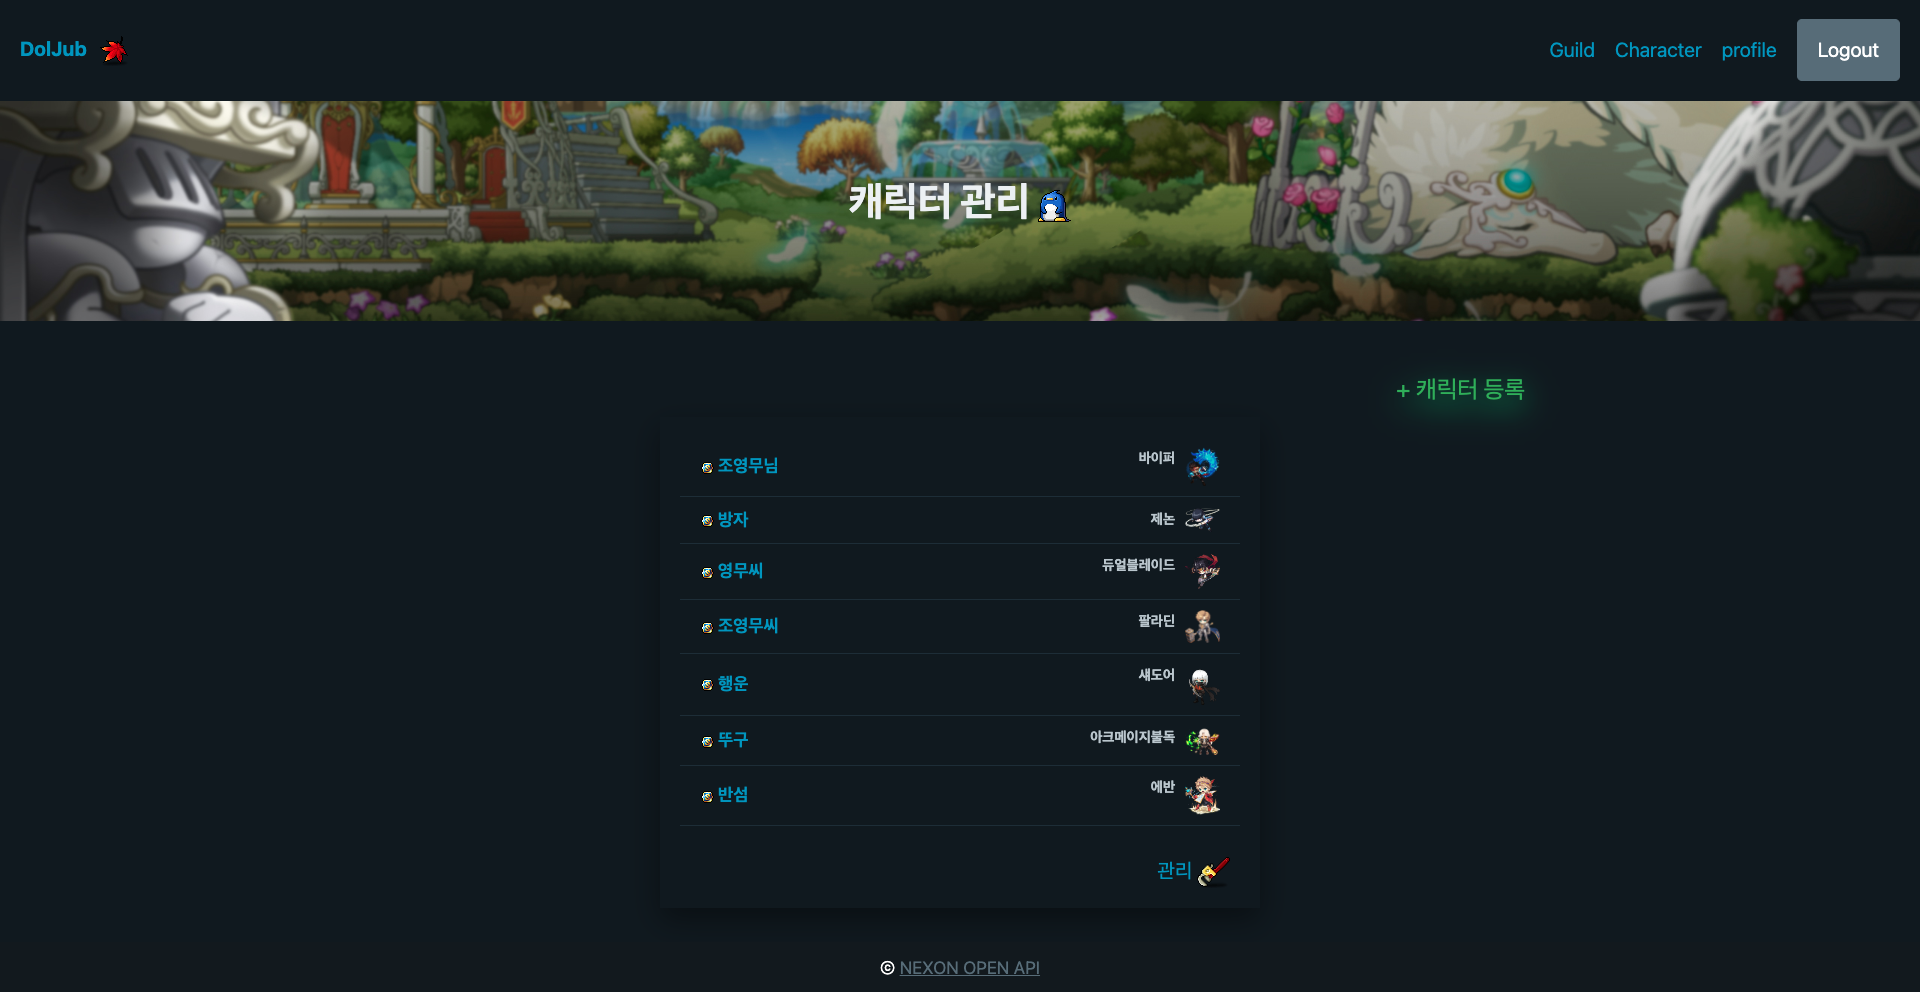 DolJub
Guild Character profile Logout
캐릭터 관리
+ 캐릭터 등록
조영무님 바이퍼
방자 제논
영무씨 듀얼블레이드
조영무씨 팔라딘
행운 섀도어
뚜구 아크메이지불독
반섬 에반
관리
© NEXON OPEN API